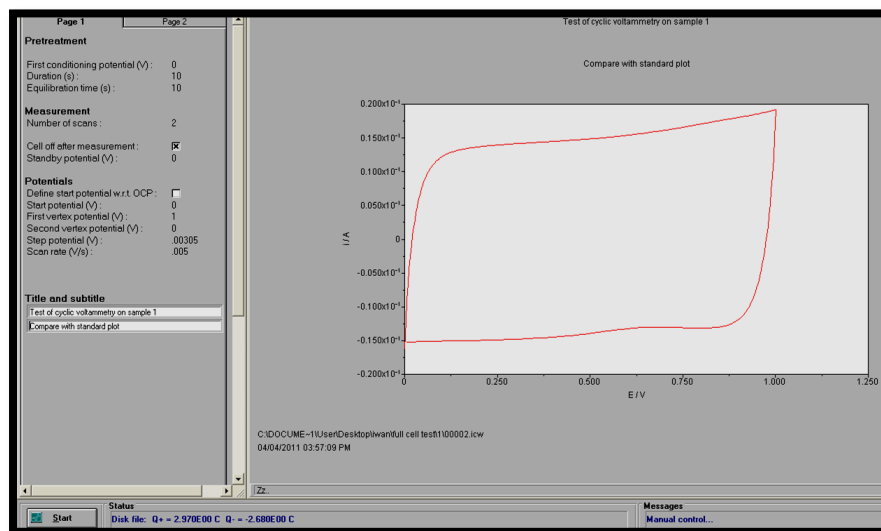 Page 1
Page 2
Pretreatment
First conditioning potential (V) : 0
Duration (s) : 10
Equilibration time (s) : 10
Measurement
Number of scans : 2
Cell off after measurement :
Standby potential (V) : 0
Potentials
Define start potential w.r.t. OCP :
Start potential (V) : 0
First vertex potential (V) : 1
Second vertex potential (V) : 0
Step potential (V) : .00305
Scan rate (V/s) : .005
Title and subtitle
Test of cyclic voltammetry on sample 1
Compare with standard plot
Test of cyclic voltammetry on sample 1
Compare with standard plot
0.200x10⁻¹
0.150x10⁻¹
0.100x10⁻¹
0.050x10⁻¹
0
-0.050x10⁻¹
-0.100x10⁻¹
-0.150x10⁻¹
-0.200x10⁻¹
i / A
0 0.250 0.500 0.750 1.000 1.250
E / V
C:\DOCUME~1\User\Desktop\iwan\full cell test\1\00002.icw
04/04/2011 03:57:09 PM
Zz..
Start
Status
Disk file: Q+ = 2.970E00 C Q- = -2.680E00 C
Messages
Manual control...